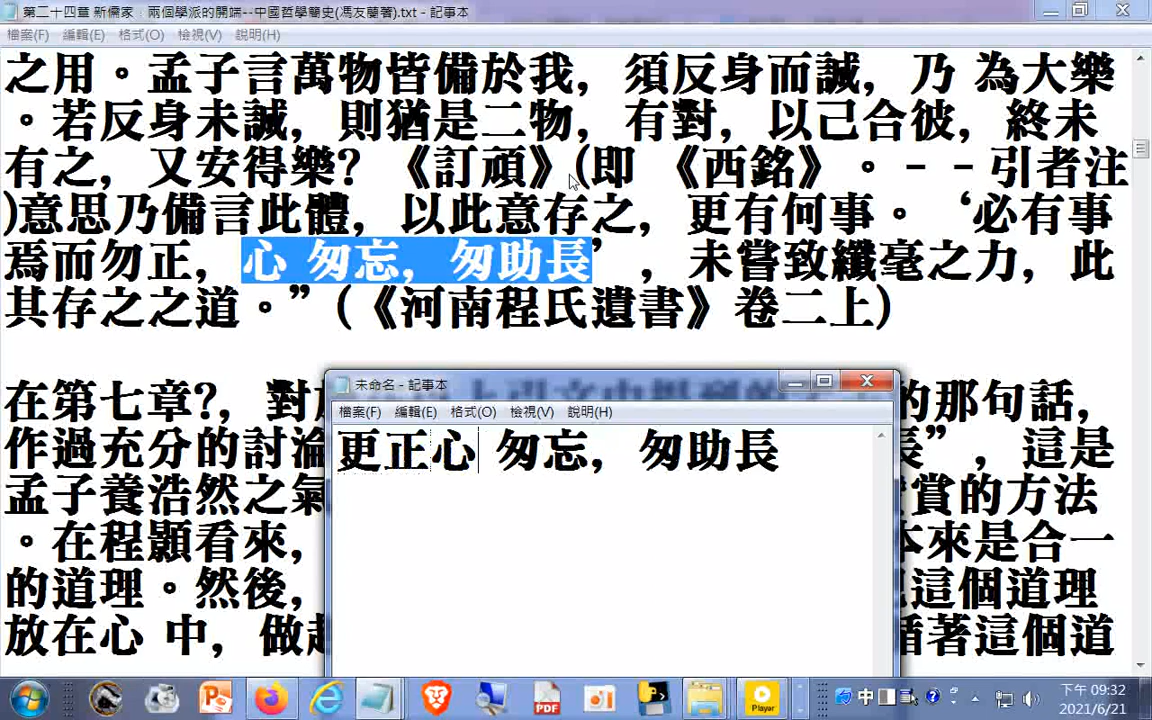 第二十四章 新儒家：兩個學派的開端--中國哲學簡史(馮友蘭著).txt - 記事本
檔案(F) 編輯(E) 格式(O) 檢視(V) 說明(H)
之用。孟子言萬物皆備於我，須反身而誠，乃 為大樂
。若反身未誠，則猶是二物，有對，以己合彼，終未
有之，又安得樂？《訂頑》(即 《西銘》 。－－引者注
)意思乃備言此體，以此意存之，更有何事。‘必有事
焉而勿正，心 匆忘，匆助長’，未嘗致纖毫之力，此
其存之之道。”(《河南程氏遺書》卷二上)
在第七章?，對
的那句話，
作過充分的討淪
長”，這是
孟子養浩然之氣
賞的方法
。在程顥看來，
本來是合一
的道理。然後，
這個道理
放在心 中，做
循著這個道
未命名 - 記事本
檔案(F) 編輯(E) 格式(O) 檢視(V) 說明(H)
更正心 匆忘，匆助長
中
PDF
Player
下午 09:32
2021/6/21